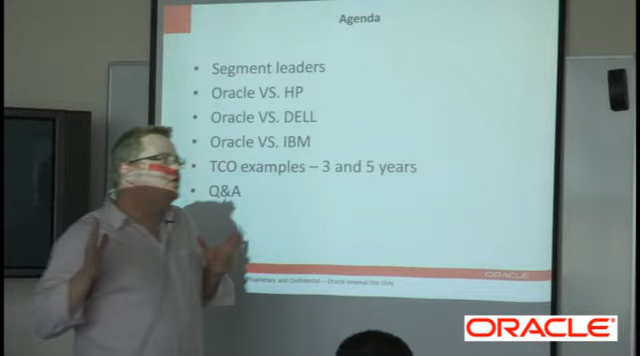 Agenda
• Segment leaders
• Oracle VS. HP
• Oracle VS. DELL
• Oracle VS. IBM
• TCO examples – 3 and 5 years
• Q&A
ORACLE
Proprietary and Confidential – Oracle Internal Use Only
ORACLE®